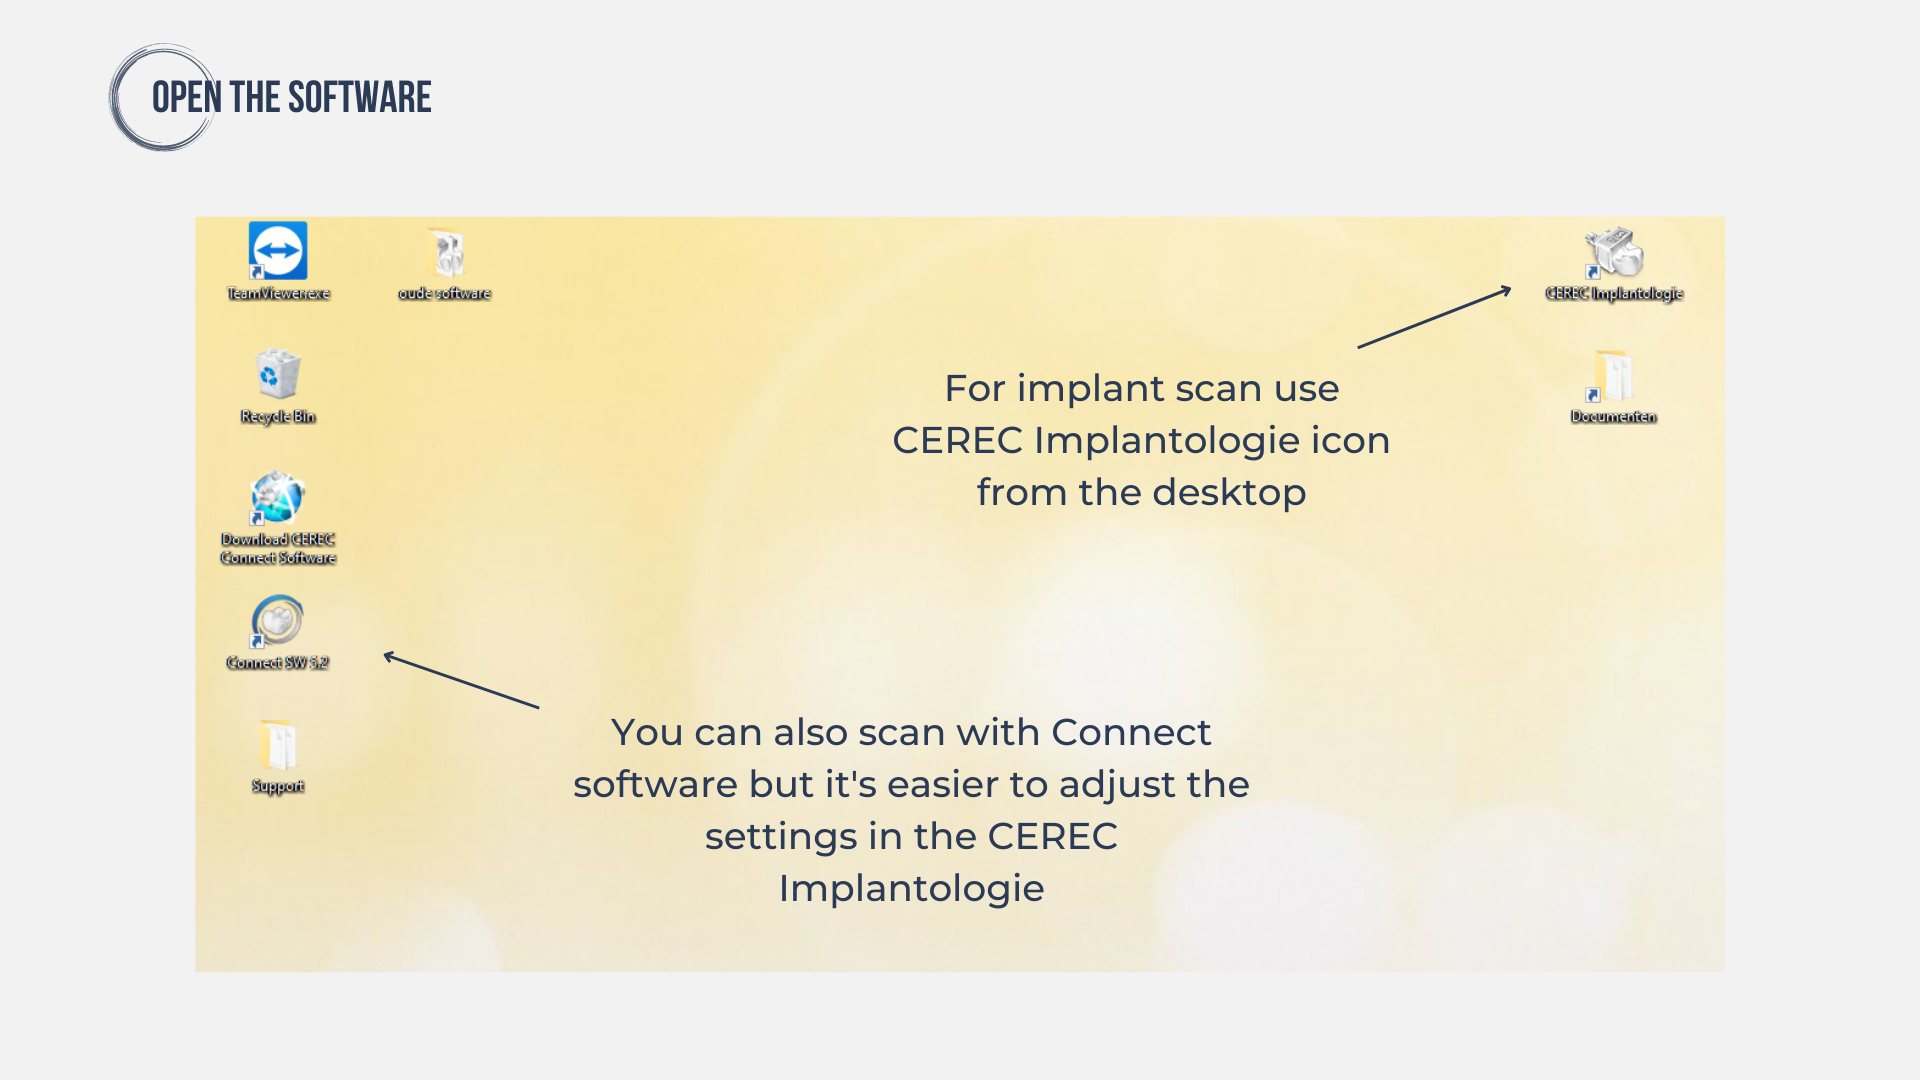 OPEN THE SOFTWARE
TeamViewer.exe
oude software
CEREC Implantologie
Recycle Bin
Documenten
For implant scan use
CEREC Implantologie icon
from the desktop
Download CEREC
Connect Software
Connect SW 5.2
Support
You can also scan with Connect
software but it's easier to adjust the
settings in the CEREC
Implantologie